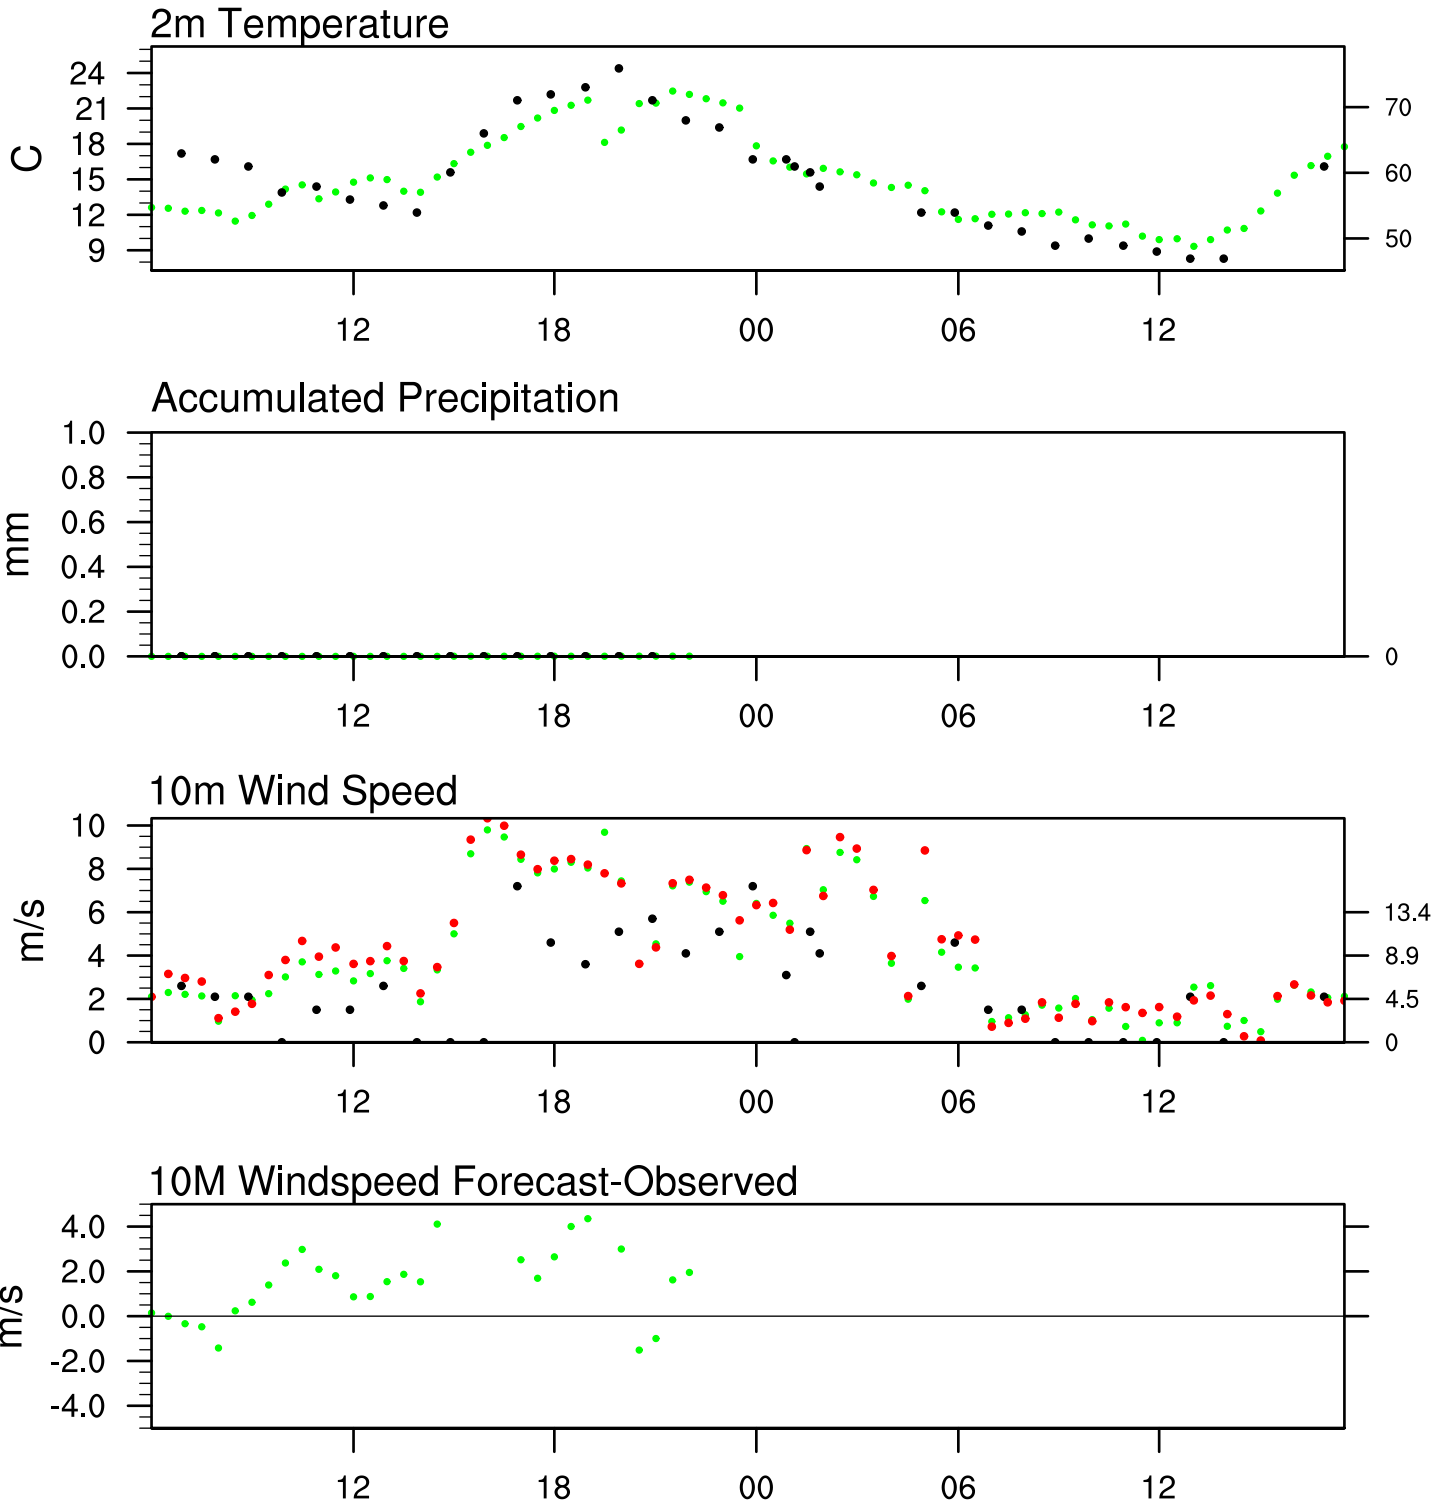 2m Temperature
24
21
18
15
12
9
C
70
60
50
12 18 00 06 12
Accumulated Precipitation
1.0
0.8
0.6
0.4
0.2
0.0
mm
0
12 18 00 06 12
10m Wind Speed
10
8
6
4
2
0
m/s
13.4
8.9
4.5
0
12 18 00 06 12
10M Windspeed Forecast-Observed
4.0
2.0
0.0
-2.0
-4.0
m/s
12 18 00 06 12